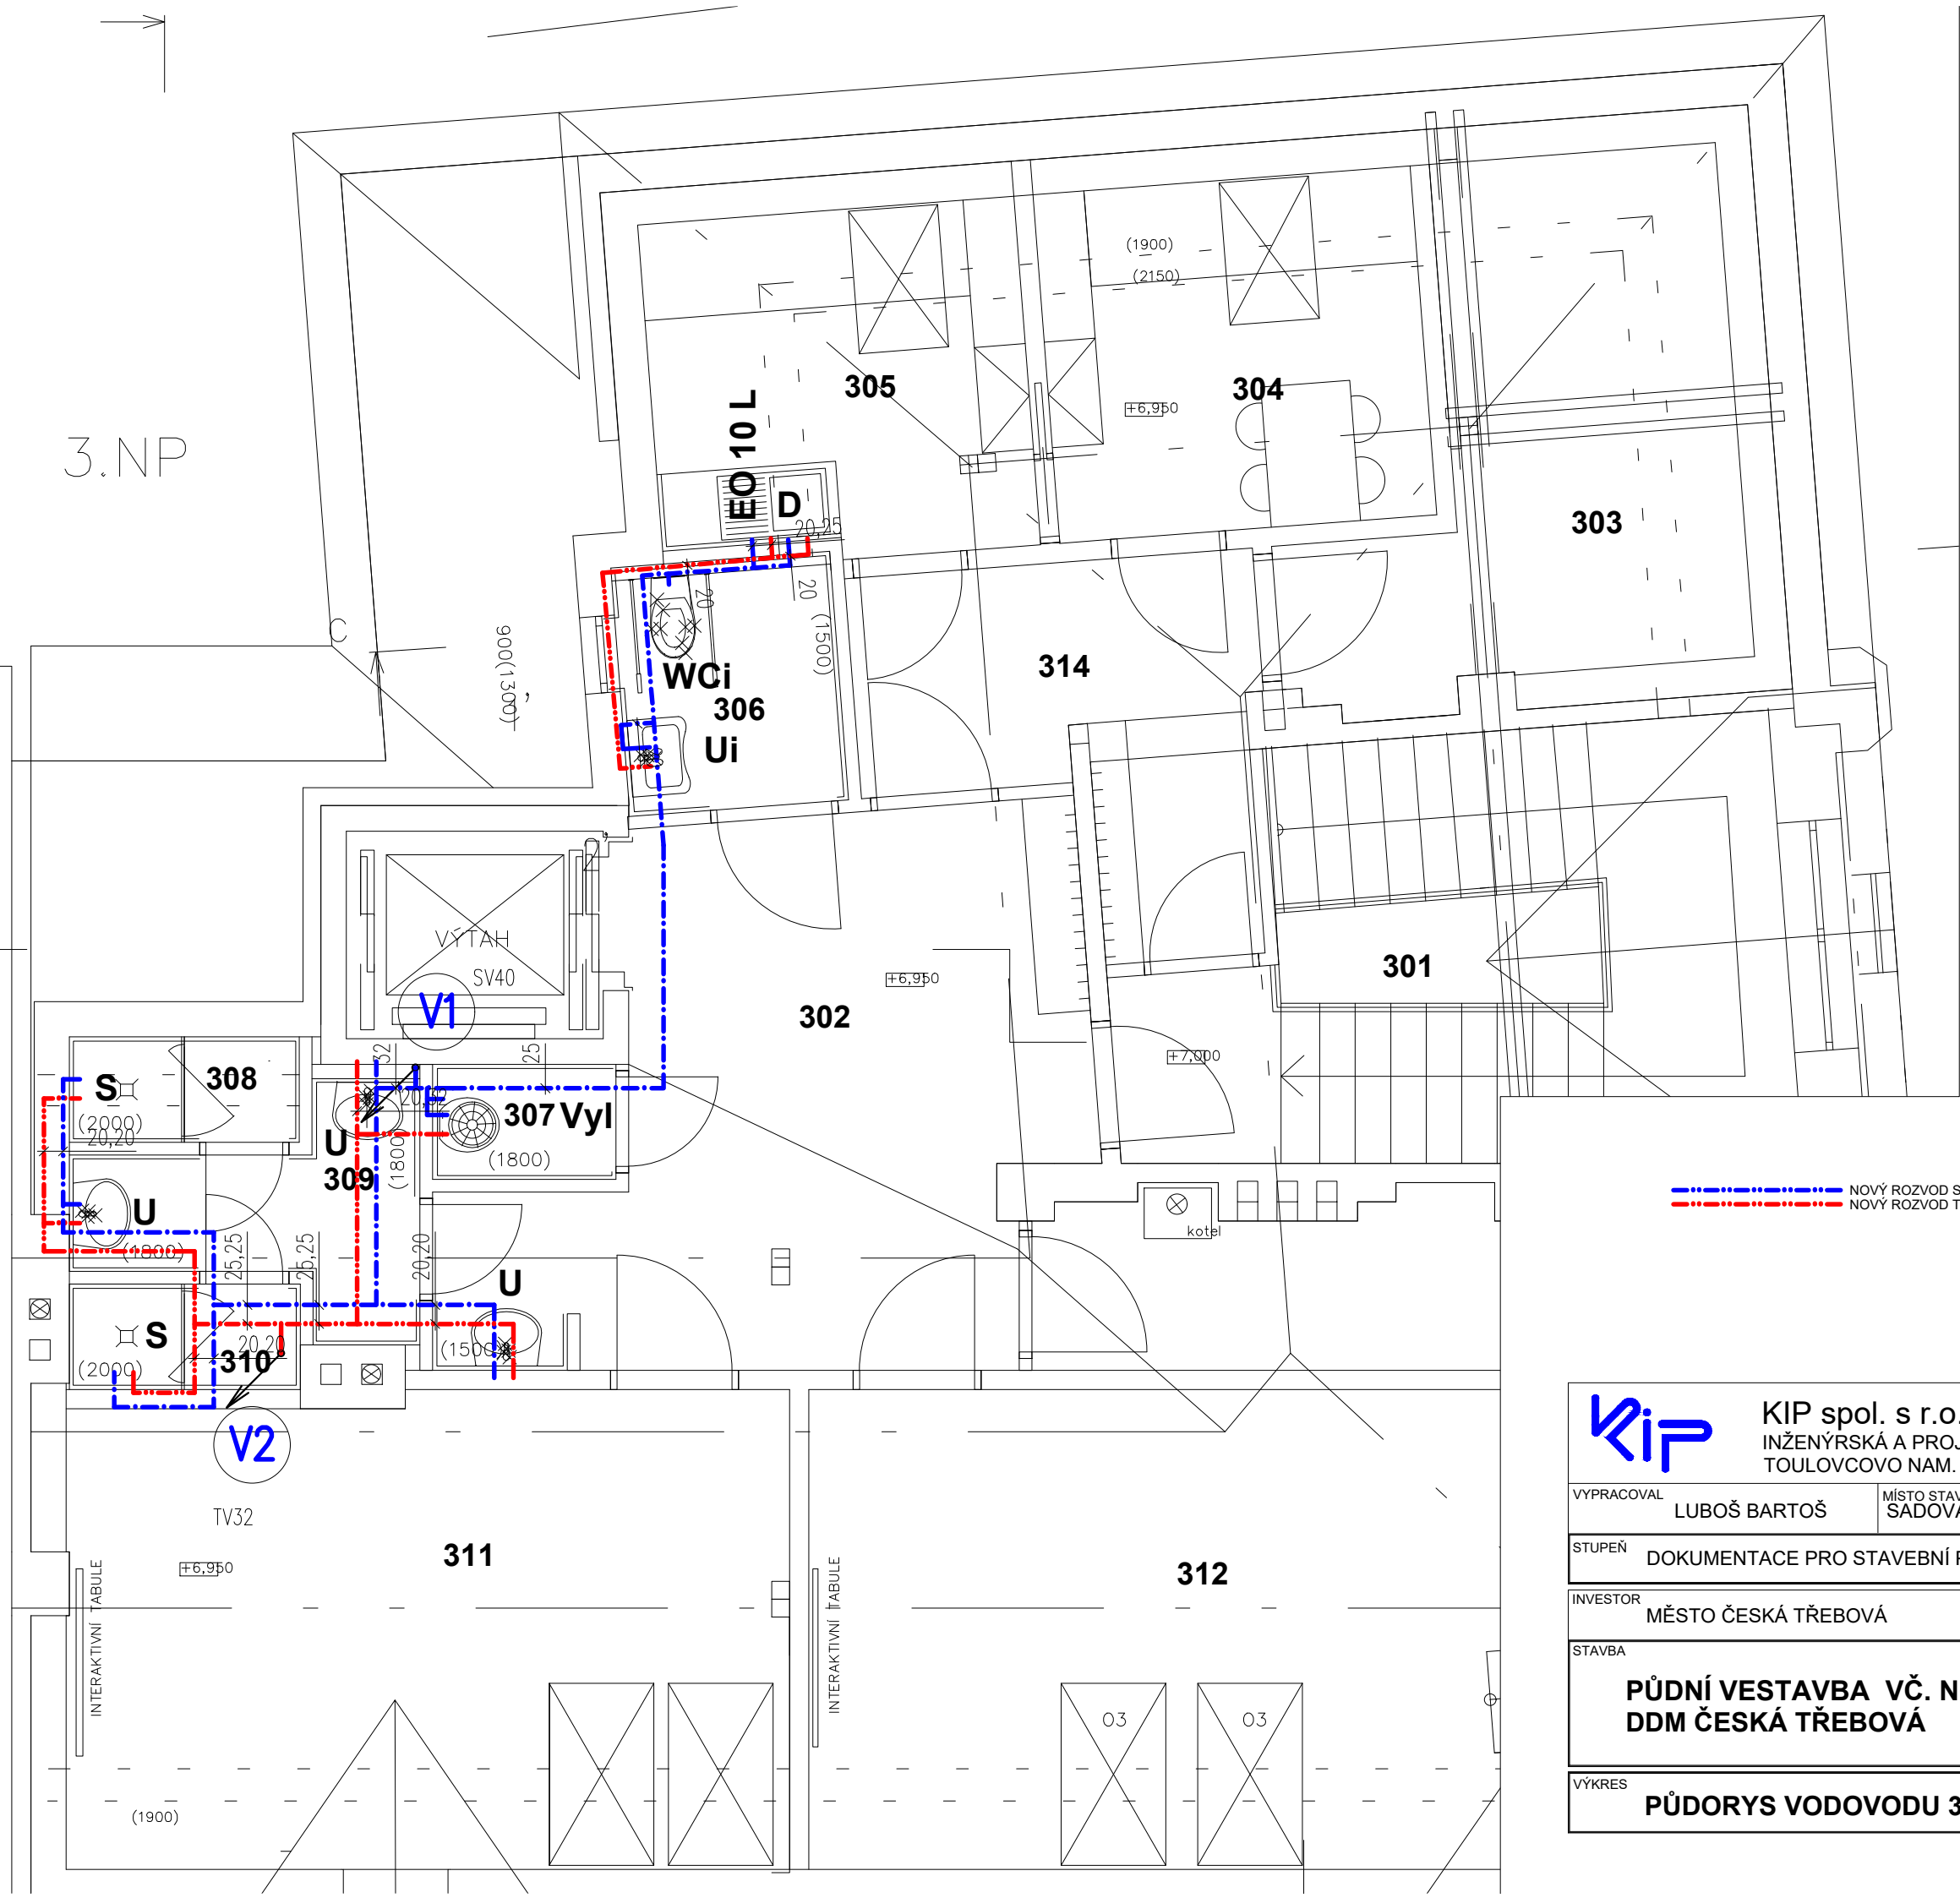 3.NP
(1900)
(2150)
305
304
+6,950
EO 10 L
D
20,25
303
20
20
(1500)
C
900(1300)
WCi
306
Ui
314
VÝTAH
SV40
V1
+6,950
302
301
+7,000
32
25
S
308
(2000)
20,20
20,32
307 Vyl
U
309
(1800)
(1800)
U
(1800)
25,25
25,25
20,20
U
kotel
NOVÝ ROZVOD S
NOVÝ ROZVOD T
S
(2000)
20,20
310
(1500)
V2
TV32
+6,950
311
312
INTERAKTIVNÍ TABULE
INTERAKTIVNÍ TABULE
03
03
(1900)
KIP
KIP spol. s r.o.
INŽENÝRSKÁ A PROJ
TOULOVCOVO NAM.
VYPRACOVAL
LUBOŠ BARTOŠ
MÍSTO STAV
SADOVÁ
STUPEŇ
DOKUMENTACE PRO STAVEBNÍ
INVESTOR
MĚSTO ČESKÁ TŘEBOVÁ
STAVBA
PŮDNÍ VESTAVBA VČ. N
DDM ČESKÁ TŘEBOVÁ
VÝKRES
PŮDORYS VODOVODU 3